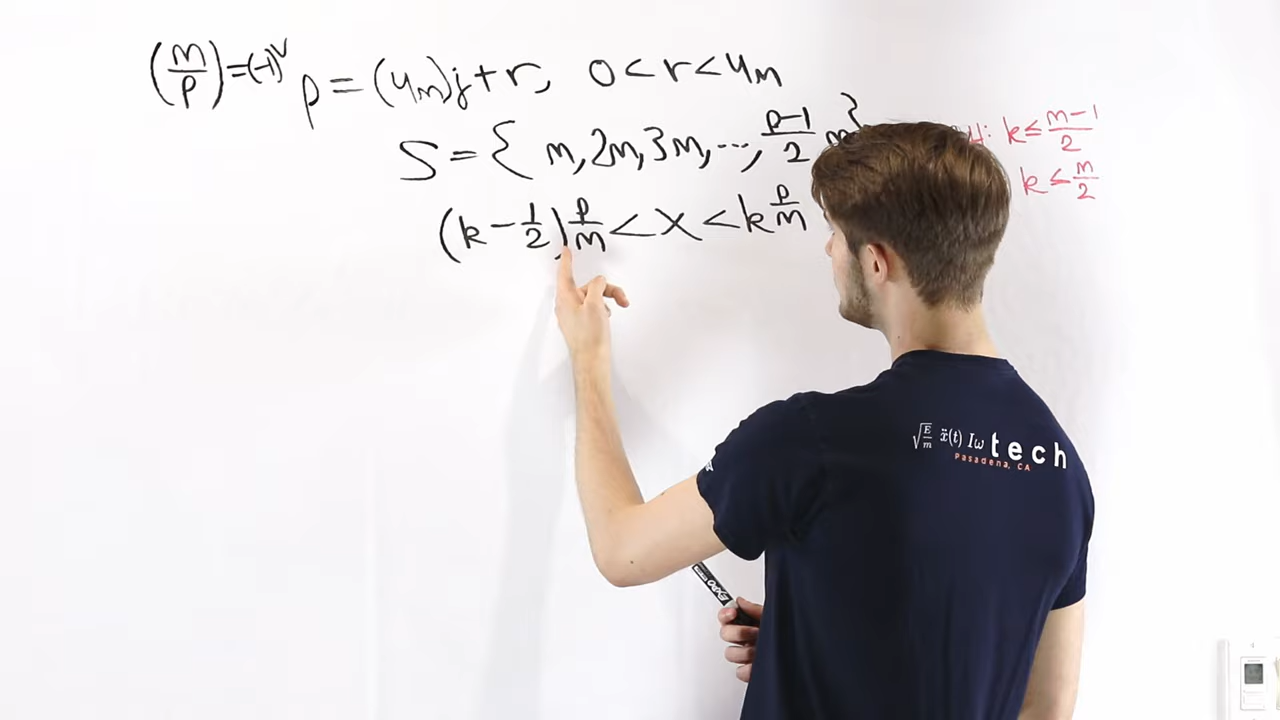 (m/p) = (-1)^ν p = (4m)j + r, 0 < r < 4m
S = { m, 2m, 3m, ..., p-1/2 m }
(k - 1/2) p/m < x < k p/m
k ≤ m-1/2
k ≤ m/2
√E/m ẍ(t) Iω tech
Pasadena, CA